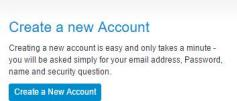 Create a new Account
Creating a new account is easy and only takes a minute -
you will be asked simply for your email address, Password,
name and security question.
Create a New Account